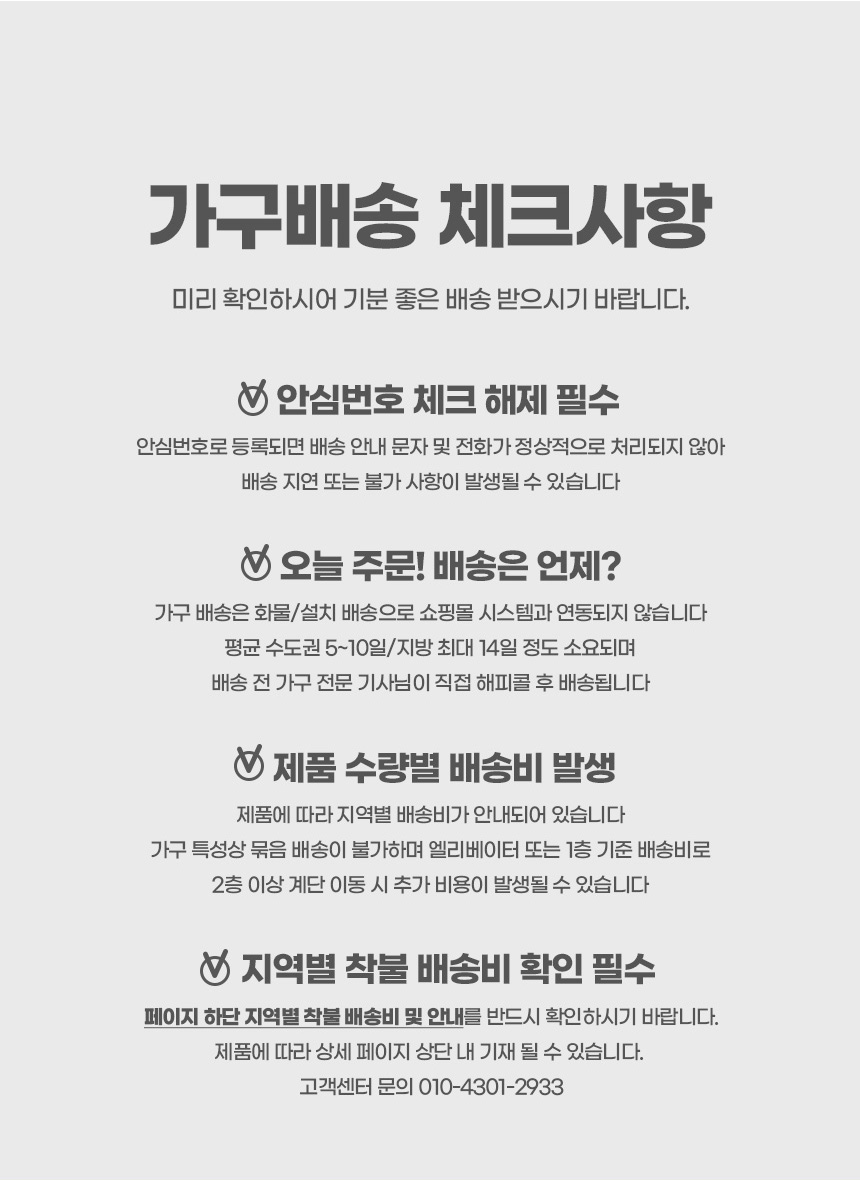 가구배송 체크사항
미리 확인하시어 기분 좋은 배송 받으시기 바랍니다.
안심번호 체크 해제 필수
안심번호로 등록되면 배송 안내 문자 및 전화가 정상적으로 처리되지 않아
배송 지연 또는 불가 사항이 발생될 수 있습니다
오늘 주문! 배송은 언제?
가구 배송은 화물/설치 배송으로 쇼핑몰 시스템과 연동되지 않습니다
평균 수도권 5~10일/지방 최대 14일 정도 소요되며
배송 전 가구 전문 기사님이 직접 해피콜 후 배송됩니다
제품 수량별 배송비 발생
제품에 따라 지역별 배송비가 안내되어 있습니다
가구 특성상 묶음 배송이 불가하며 엘리베이터 또는 1층 기준 배송비로
2층 이상 계단 이동 시 추가 비용이 발생될 수 있습니다
지역별 착불 배송비 확인 필수
페이지 하단 지역별 착불 배송비 및 안내를 반드시 확인하시기 바랍니다.
제품에 따라 상세 페이지 상단 내 기재 될 수 있습니다.
고객센터 문의 010-4301-2933